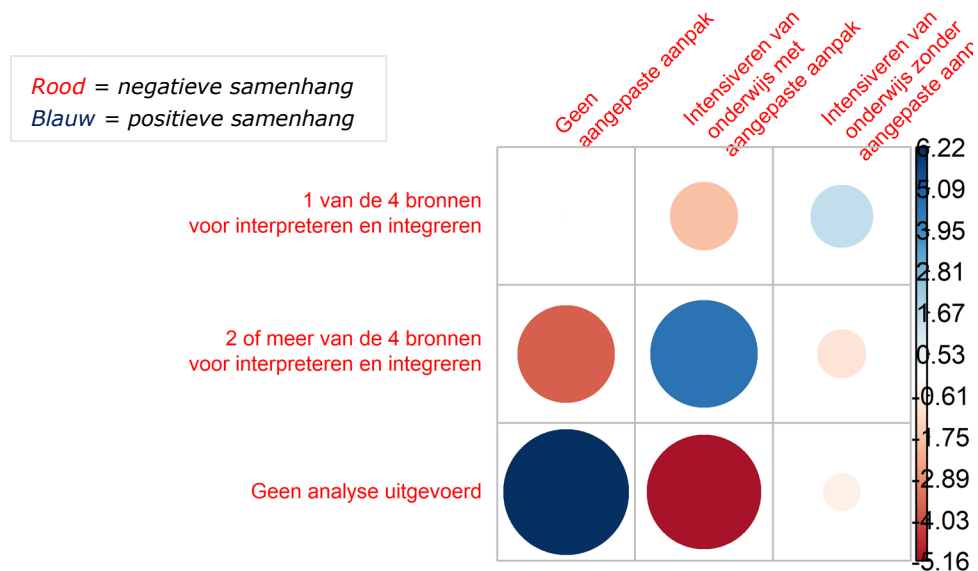 Rood = negatieve samenhang
Blauw = positieve samenhang
Geen
aangepaste aanpak
Intensiveren van
onderwijs met
aangepaste aanpak
Intensiveren van
onderwijs zonder
aangepaste aanp
1 van de 4 bronnen
voor interpreteren en integreren
2 of meer van de 4 bronnen
voor interpreteren en integreren
Geen analyse uitgevoerd
6.22
5.09
3.95
2.81
1.67
0.53
-0.61
-1.75
-2.89
-4.03
-5.16